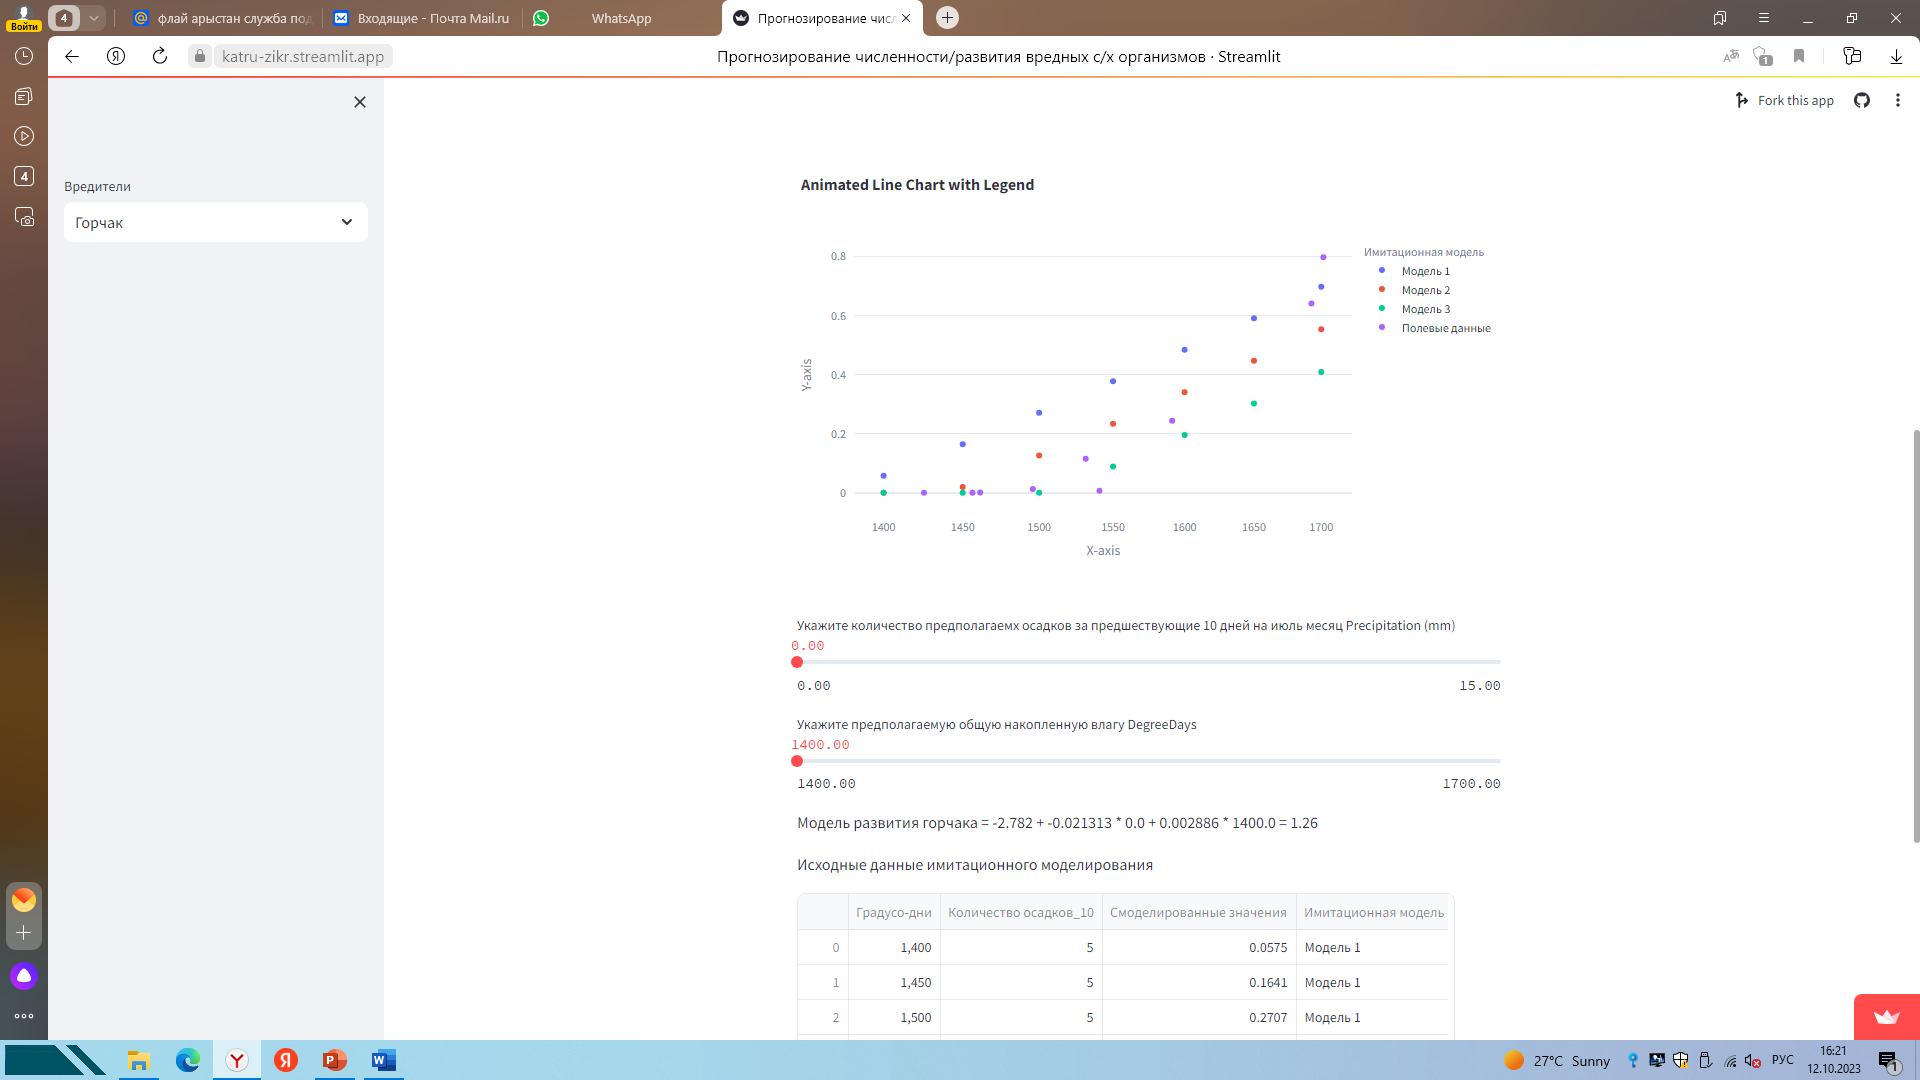 4
флай арыстан служба под
Входящие - Почта Mail.ru
WhatsApp
Прогнозирование числ
Войти
Я
katru-zikr.streamlit.app
Прогнозирование численности/развития вредных с/х организмов · Streamlit
1
4
Fork this app
Вредители
Горчак
Animated Line Chart with Legend
Имитационная модель
Модель 1
Модель 2
Модель 3
Полевые данные
0.8
0.6
0.4
0.2
0
Y-axis
1400 1450 1500 1550 1600 1650 1700
X-axis
Укажите количество предполагаемх осадков за предшествующие 10 дней на июль месяц Precipitation (mm)
0.00
0.00 15.00
Укажите предполагаемую общую накопленную влагу DegreeDays
1400.00
1400.00 1700.00
Модель развития горчака = -2.782 + -0.021313 * 0.0 + 0.002886 * 1400.0 = 1.26
Исходные данные имитационного моделирования
Градусо-дни Количество осадков_10 Смоделированные значения Имитационная модель
0 1,400 5 0.0575 Модель 1
1 1,450 5 0.1641 Модель 1
2 1,500 5 0.2707 Модель 1
Y
Я
P
W
27°C Sunny
РУС
16:21
12.10.2023
1